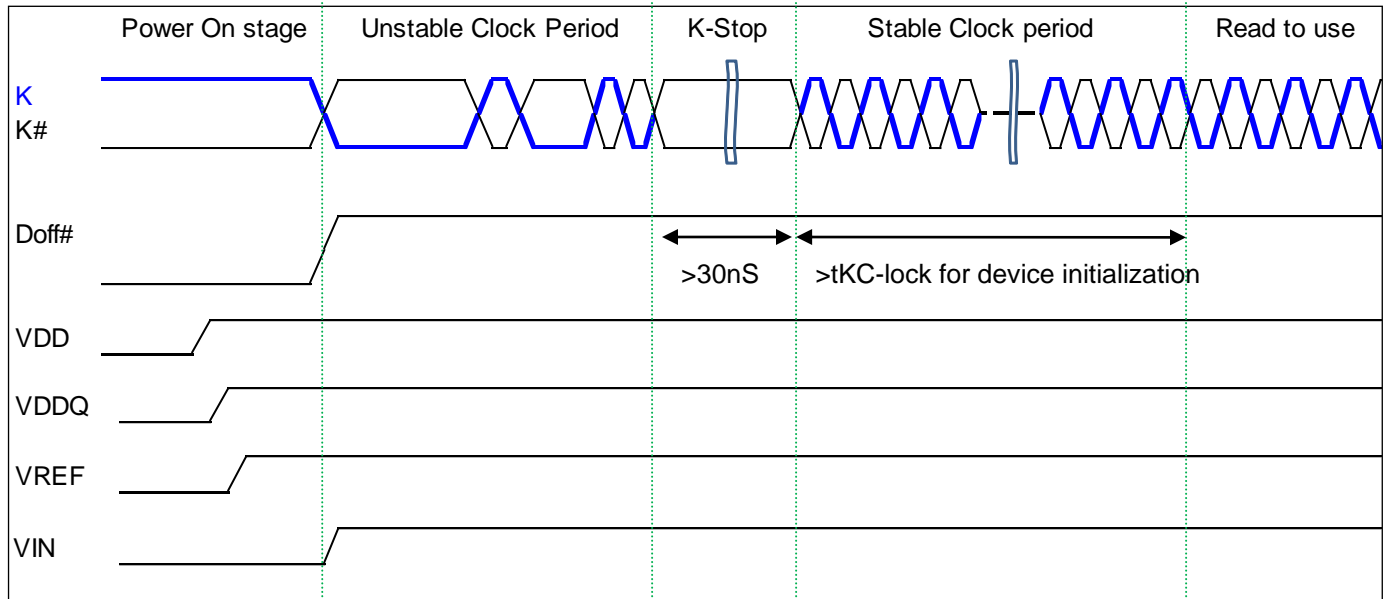 Power On stage
Unstable Clock Period
K-Stop
Stable Clock period
Read to use
K
K#
Doff#
>30nS
>tKC-lock for device initialization
VDD
VDDQ
VREF
VIN